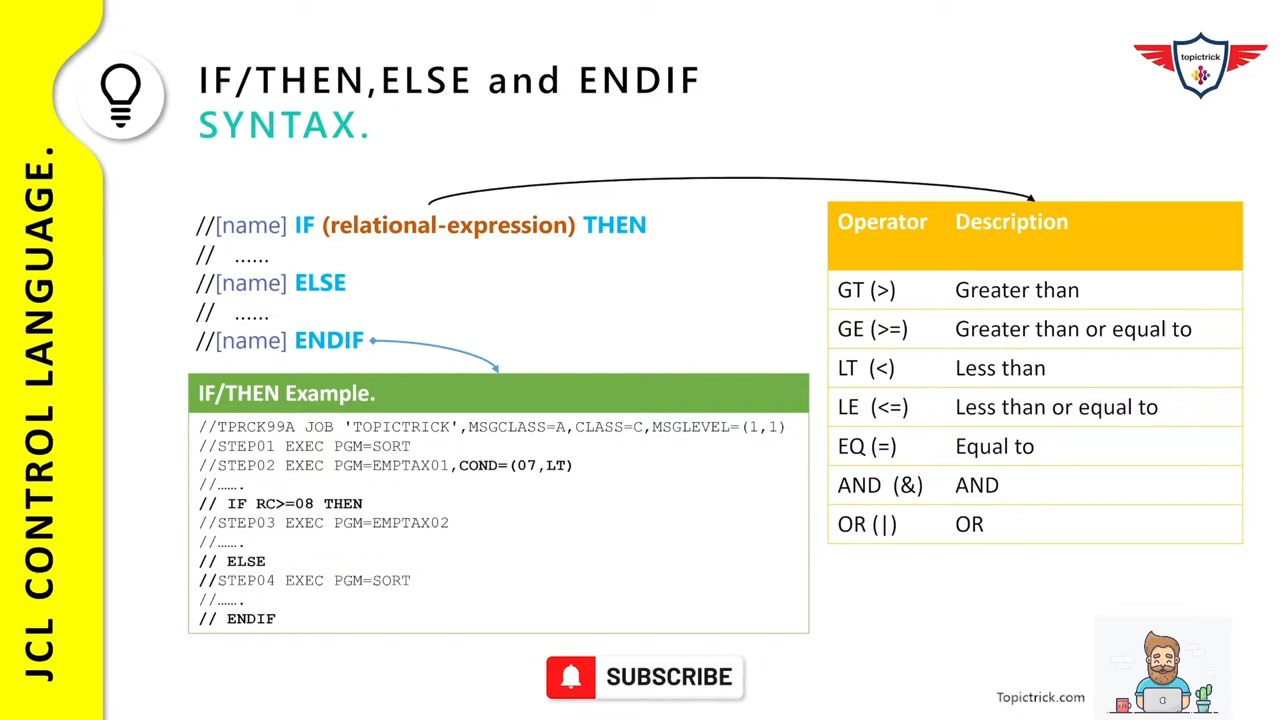 topictrick
IF/THEN,ELSE and ENDIF
SYNTAX.
JCL CONTROL LANGUAGE.
//[name] IF (relational-expression) THEN
// ......
//[name] ELSE
// ......
//[name] ENDIF
IF/THEN Example.
//TPRCK99A JOB 'TOPICTRICK',MSGCLASS=A,CLASS=C,MSGLEVEL=(1,1)
//STEP01 EXEC PGM=SORT
//STEP02 EXEC PGM=EMPTAX01,COND=(07,LT)
//…….
// IF RC>=08 THEN
//STEP03 EXEC PGM=EMPTAX02
//…….
// ELSE
//STEP04 EXEC PGM=SORT
//…….
// ENDIF
Operator Description
GT (>) Greater than
GE (>=) Greater than or equal to
LT (<) Less than
LE (<=) Less than or equal to
EQ (=) Equal to
AND (&) AND
OR (|) OR
SUBSCRIBE
Topictrick.com